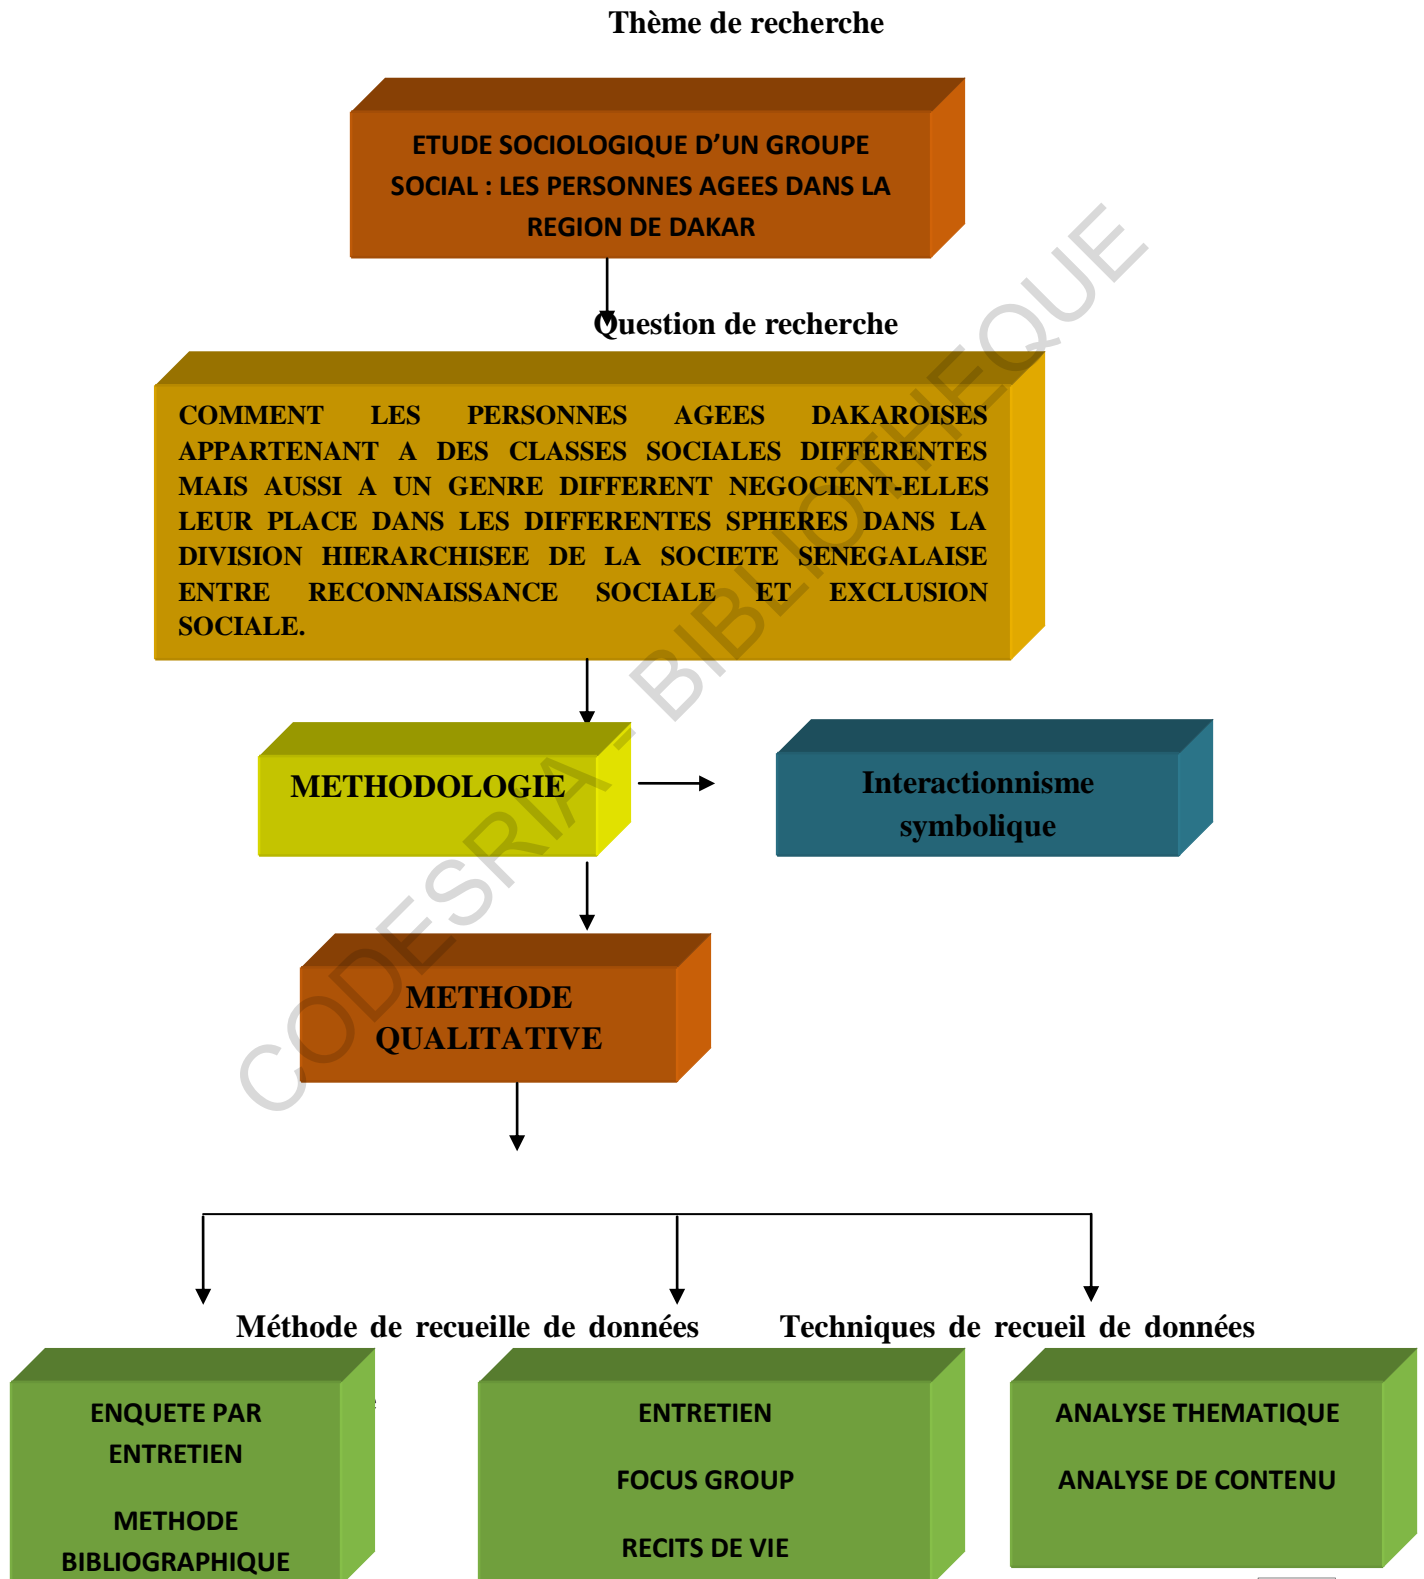 Thème de recherche
ETUDE SOCIOLOGIQUE D’UN GROUPE
SOCIAL : LES PERSONNES AGEES DANS LA
REGION DE DAKAR
Question de recherche
COMMENT LES PERSONNES AGEES DAKAROISES
APPARTENANT A DES CLASSES SOCIALES DIFFERENTES
MAIS AUSSI A UN GENRE DIFFERENT NEGOCIENT-ELLES
LEUR PLACE DANS LES DIFFERENTES SPHERES DANS LA
DIVISION HIERARCHISEE DE LA SOCIETE SENEGALAISE
ENTRE RECONNAISSANCE SOCIALE ET EXCLUSION
SOCIALE.
METHODOLOGIE
Interactionnisme
symbolique
METHODE
QUALITATIVE
Méthode de recueille de données
Techniques de recueil de données
ENQUETE PAR
ENTRETIEN
METHODE
BIBLIOGRAPHIQUE
ENTRETIEN
FOCUS GROUP
RECITS DE VIE
ANALYSE THEMATIQUE
ANALYSE DE CONTENU
CODESRIA - BIBLIOTHEQUE